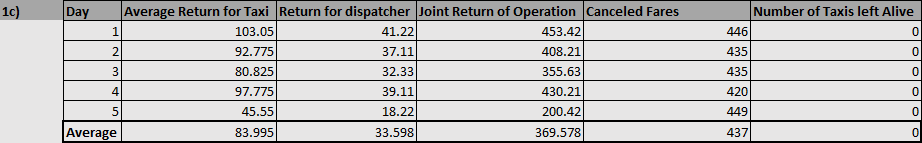 1c) Day Average Return for Taxi Return for dispatcher Joint Return of Operation Canceled Fares Number of Taxis left Alive
1 103.05 41.22 453.42 446 0
2 92.775 37.11 408.21 435 0
3 80.825 32.33 355.63 435 0
4 97.775 39.11 430.21 420 0
5 45.55 18.22 200.42 449 0
Average 83.995 33.598 369.578 437 0